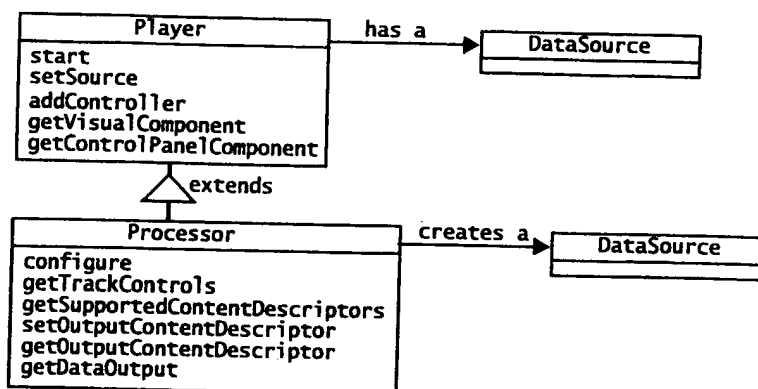 Player
has a
DataSource
start
setSource
addController
getVisualComponent
getControlPanelComponent
extends
Processor
creates a
DataSource
configure
getTrackControls
getSupportedContentDescriptors
setOutputContentDescriptor
getOutputContentDescriptor
getDataOutput